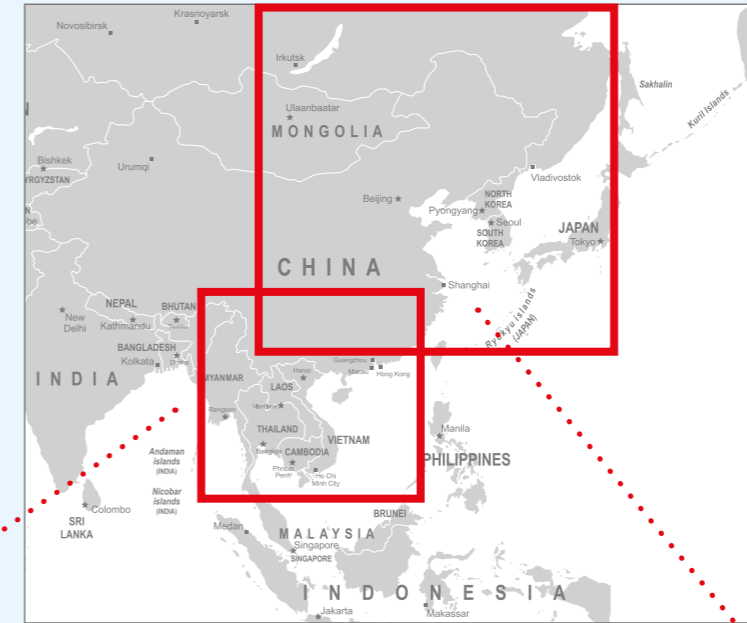 Krasnoyarsk
Novosibirsk
Irkutsk
Sakhalin
Kuril Islands
Ulaanbaatar
MONGOLIA
Bishkek
Urumqi
YRGYZSTAN
Vladivostok
Beijing
NORTH
KOREA
Pyongyang
Seoul
SOUTH
KOREA
JAPAN
Tokyo
CHINA
Shanghai
Ryukyu islands
(JAPAN)
NEPAL
BHUTAN
New
Delhi
Kathmandu
BANGLADESH
Kolkata
Dhaka
Guangzhou
Macau
Hong Kong
INDIA
MYANMAR
Hanoi
LAOS
Vientiane
Rangoon
THAILAND
VIETNAM
Manila
Bangkok
CAMBODIA
Phnom
Penh
Ho Chi
Minh City
PHILIPPINES
Andaman
islands
(INDIA)
Nicobar
islands
(INDIA)
Colombo
SRI
LANKA
BRUNEI
Medan
MALAYSIA
Singapore
SINGAPORE
INDONESIA
Jakarta
Makassar